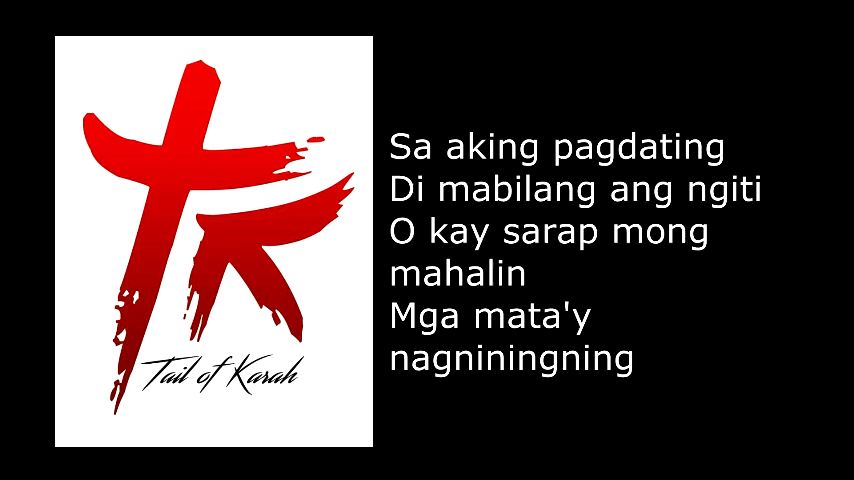 Sa aking pagdating
Di mabilang ang ngiti
O kay sarap mong
mahalin
Mga mata'y
nagniningning
Tail of Karah